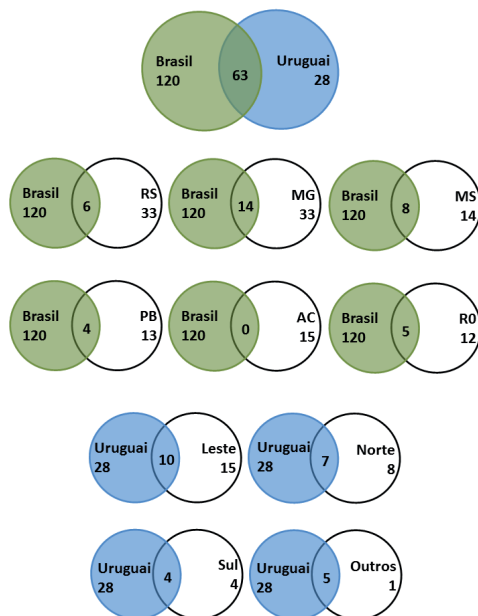 Brasil
120
63
Uruguai
28
Brasil
120
6
RS
33
Brasil
120
14
MG
33
Brasil
120
8
MS
14
Brasil
120
4
PB
13
Brasil
120
0
AC
15
Brasil
120
5
R0
12
Uruguai
28
10
Leste
15
Uruguai
28
7
Norte
8
Uruguai
28
4
Sul
4
Uruguai
28
5
Outros
1